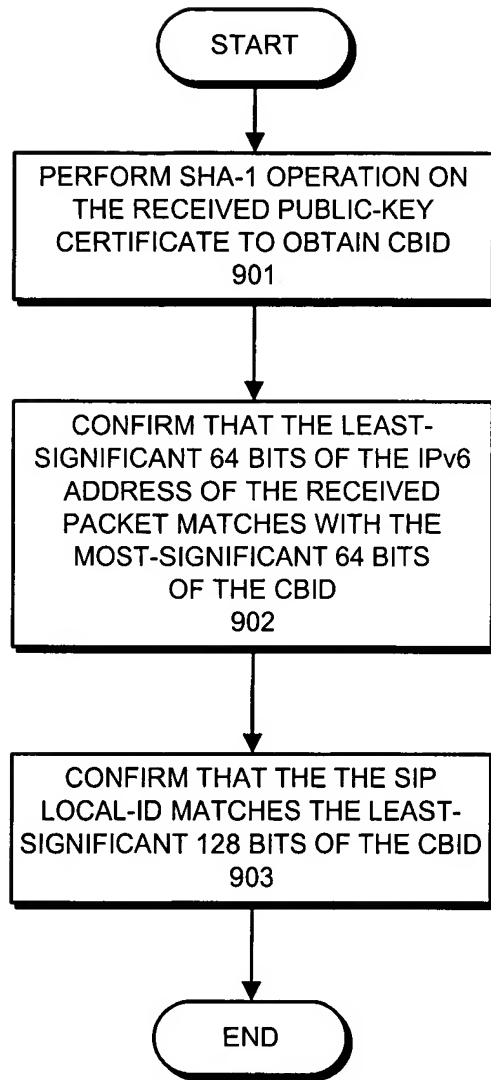 START
PERFORM SHA-1 OPERATION ON
THE RECEIVED PUBLIC-KEY
CERTIFICATE TO OBTAIN CBID
901
CONFIRM THAT THE LEAST-
SIGNIFICANT 64 BITS OF THE IPv6
ADDRESS OF THE RECEIVED
PACKET MATCHES WITH THE
MOST-SIGNIFICANT 64 BITS
OF THE CBID
902
CONFIRM THAT THE THE SIP
LOCAL-ID MATCHES THE LEAST-
SIGNIFICANT 128 BITS OF THE CBID
903
END